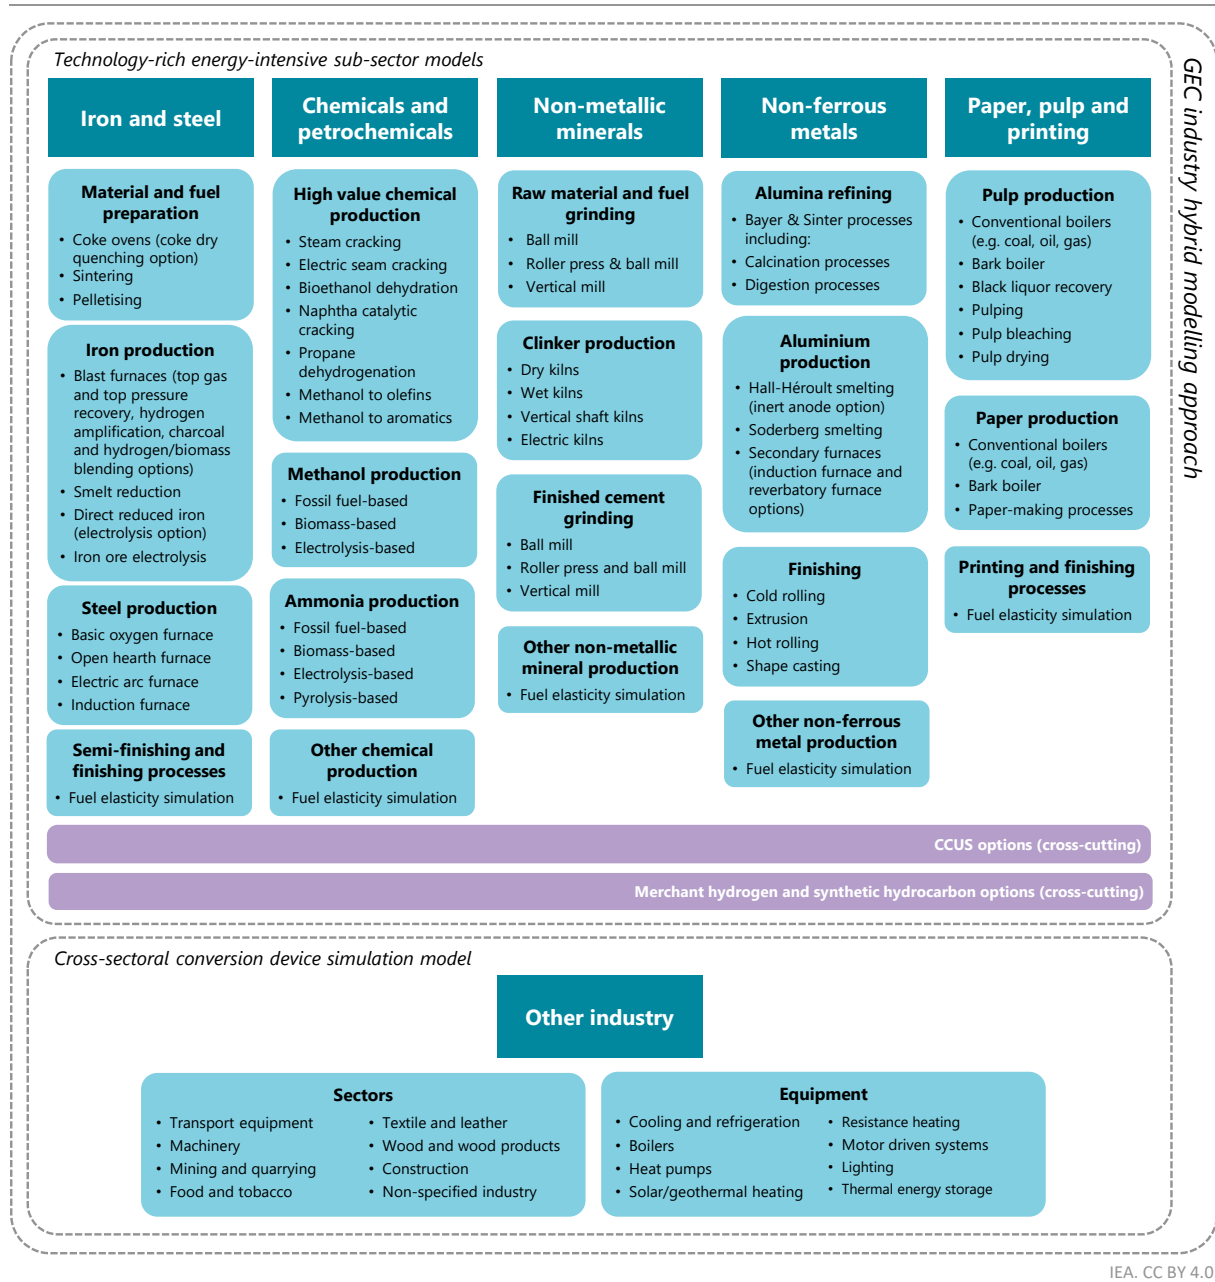 Technology-rich energy-intensive sub-sector models
GEC industry hybrid modelling approach
Iron and steel
Material and fuel
preparation
• Coke ovens (coke dry
quenching option)
• Sintering
• Pelletising
Iron production
• Blast furnaces (top gas
and top pressure
recovery, hydrogen
amplification, charcoal
and hydrogen/biomass
blending options)
• Smelt reduction
• Direct reduced iron
(electrolysis option)
• Iron ore electrolysis
Steel production
• Basic oxygen furnace
• Open hearth furnace
• Electric arc furnace
• Induction furnace
Semi-finishing and
finishing processes
• Fuel elasticity simulation
Chemicals and
petrochemicals
High value chemical
production
• Steam cracking
• Electric seam cracking
• Bioethanol dehydration
• Naphtha catalytic
cracking
• Propane
dehydrogenation
• Methanol to olefins
• Methanol to aromatics
Methanol production
• Fossil fuel-based
• Biomass-based
• Electrolysis-based
Ammonia production
• Fossil fuel-based
• Biomass-based
• Electrolysis-based
• Pyrolysis-based
Other chemical
production
• Fuel elasticity simulation
Non-metallic
minerals
Raw material and fuel
grinding
• Ball mill
• Roller press & ball mill
• Vertical mill
Clinker production
• Dry kilns
• Wet kilns
• Vertical shaft kilns
• Electric kilns
Finished cement
grinding
• Ball mill
• Roller press and ball mill
• Vertical mill
Other non-metallic
mineral production
• Fuel elasticity simulation
Non-ferrous
metals
Alumina refining
• Bayer & Sinter processes
including:
• Calcination processes
• Digestion processes
Aluminium
production
• Hall-Héroult smelting
(inert anode option)
• Soderberg smelting
• Secondary furnaces
(induction furnace and
reverbatory furnace
options)
Finishing
• Cold rolling
• Extrusion
• Hot rolling
• Shape casting
Other non-ferrous
metal production
• Fuel elasticity simulation
Paper, pulp and
printing
Pulp production
• Conventional boilers
(e.g. coal, oil, gas)
• Bark boiler
• Black liquor recovery
• Pulping
• Pulp bleaching
• Pulp drying
Paper production
• Conventional boilers
(e.g. coal, oil, gas)
• Bark boiler
• Paper-making processes
Printing and finishing
processes
• Fuel elasticity simulation
CCUS options (cross-cutting)
Merchant hydrogen and synthetic hydrocarbon options (cross-cutting)
Cross-sectoral conversion device simulation model
Other industry
Sectors
• Transport equipment
• Machinery
• Mining and quarrying
• Food and tobacco
• Textile and leather
• Wood and wood products
• Construction
• Non-specified industry
Equipment
• Cooling and refrigeration
• Boilers
• Heat pumps
• Solar/geothermal heating
• Resistance heating
• Motor driven systems
• Lighting
• Thermal energy storage
IEA. CC BY 4.0